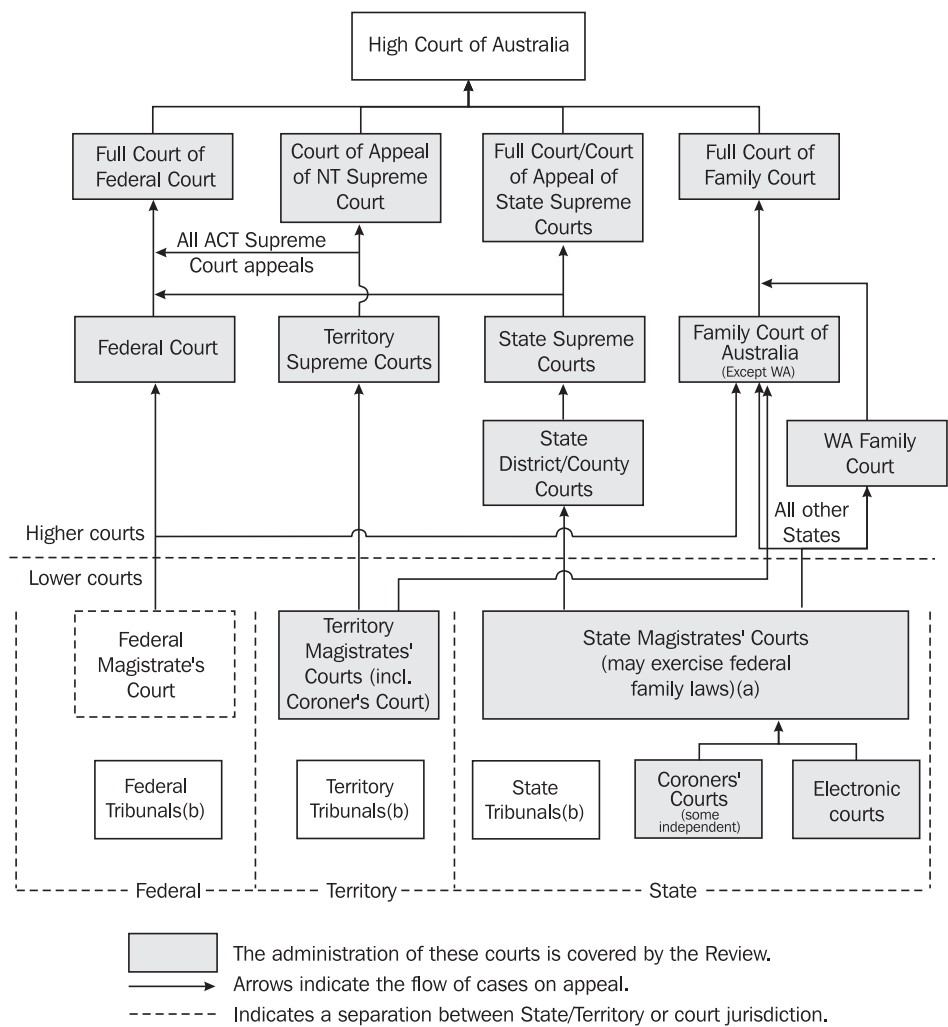 High Court of Australia
Full Court of
Federal Court
Court of Appeal
of NT Supreme
Court
Full Court/Court
of Appeal of
State Supreme
Courts
Full Court of
Family Court
All ACT Supreme
Court appeals
Federal Court
Territory
Supreme Courts
State Supreme
Courts
Family Court of
Australia
(Except WA)
State
District/County
Courts
WA Family
Court
Higher courts
All other
States
Lower courts
Federal
Magistrate's
Court
Territory
Magistrates'
Courts (incl.
Coroner's Court)
State Magistrates' Courts
(may exercise federal
family laws)(a)
Federal
Tribunals(b)
Territory
Tribunals(b)
State
Tribunals(b)
Coroners'
Courts
(some
independent)
Electronic
courts
Federal
Territory
State
The administration of these courts is covered by the Review.
Arrows indicate the flow of cases on appeal.
Indicates a separation between State/Territory or court jurisdiction.